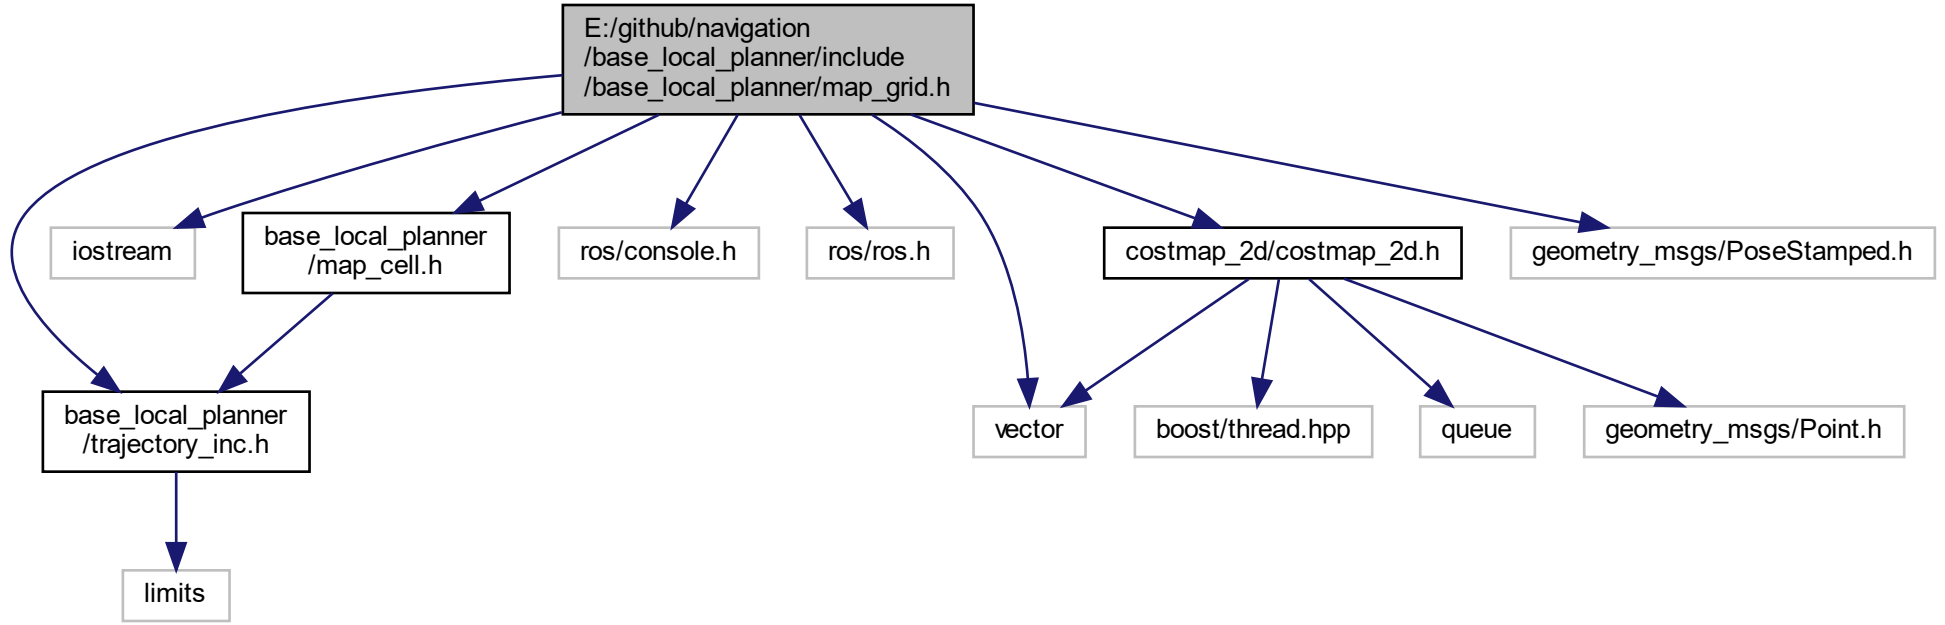 E:/github/navigation
/base_local_planner/include
/base_local_planner/map_grid.h
iostream
base_local_planner
/map_cell.h
ros/console.h
ros/ros.h
costmap_2d/costmap_2d.h
geometry_msgs/PoseStamped.h
base_local_planner
/trajectory_inc.h
vector
boost/thread.hpp
queue
geometry_msgs/Point.h
limits